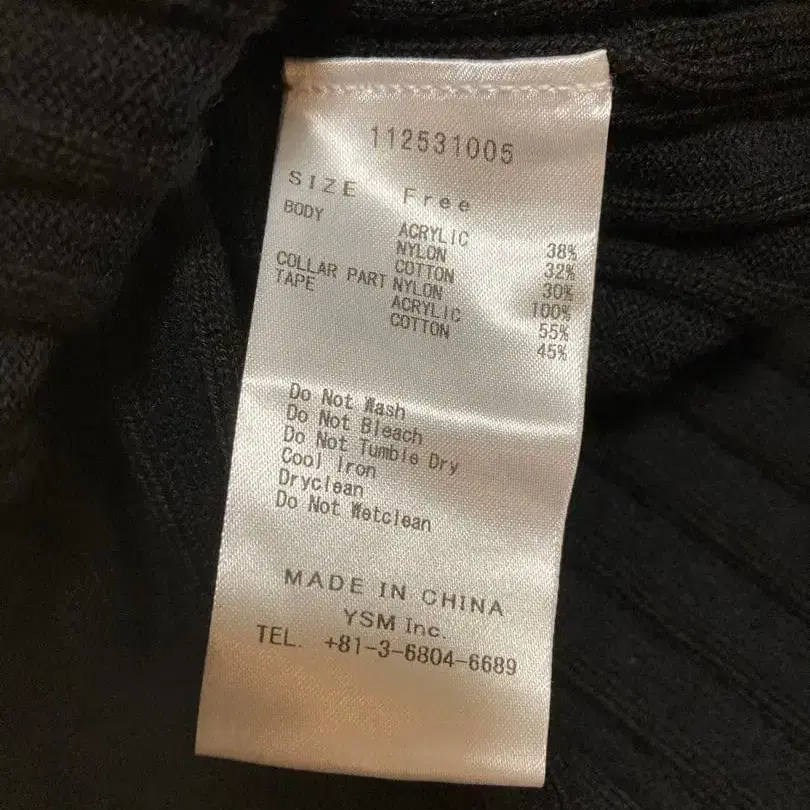 112531005
SIZE Free
BODY
ACRYLIC 38%
NYLON 32%
COTTON 30%
COLLAR PART NYLON 100%
TAPE ACRYLIC 55%
COTTON 45%
Do Not Wash
Do Not Bleach
Do Not Tumble Dry
Cool Iron
Dryclean
Do Not Wetclean
MADE IN CHINA
YSM Inc.
TEL. +81-3-6804-6689